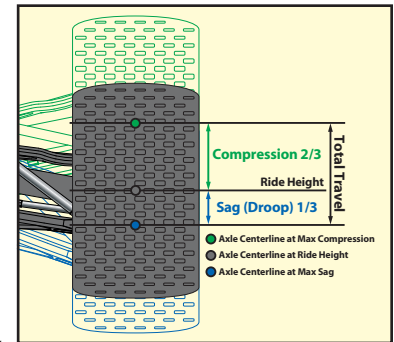 Compression 2/3
Total Travel
Ride Height
Sag (Droop) 1/3
Axle Centerline at Max Compression
Axle Centerline at Ride Height
Axle Centerline at Max Sag